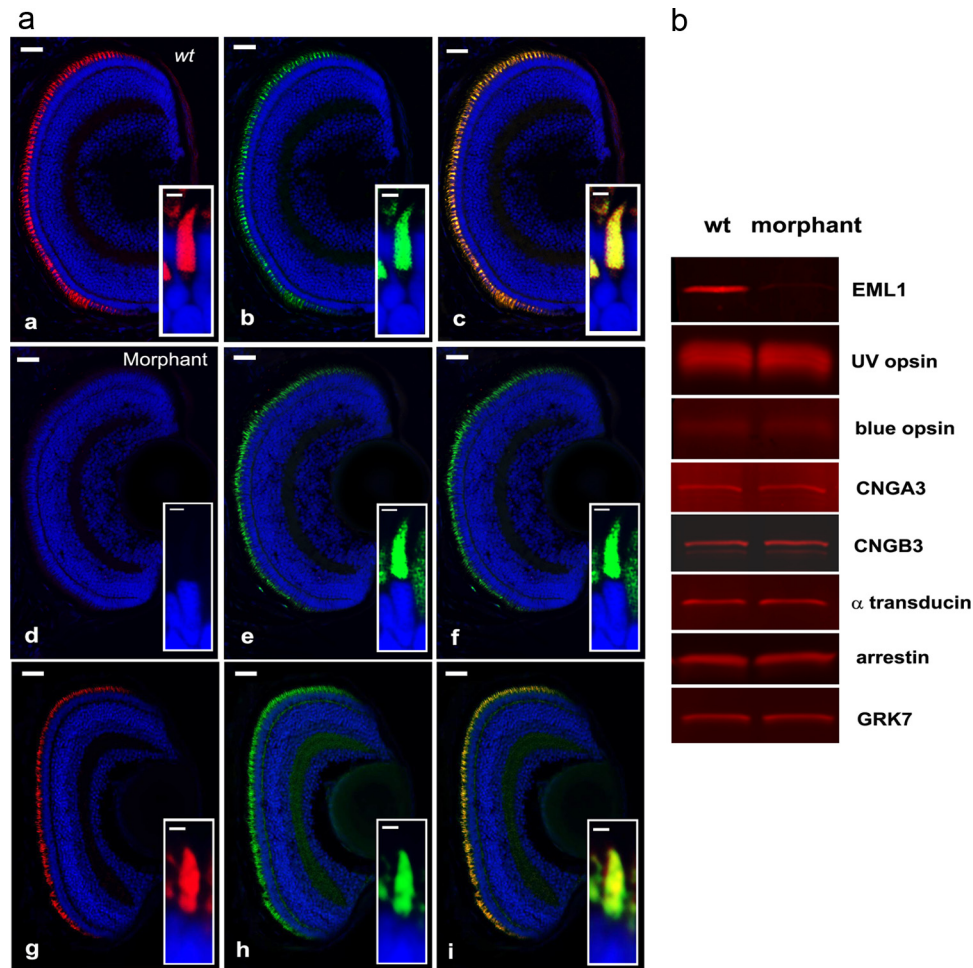 a
b
wt
a
b
c
Morphant
d
e
f
g
h
i
wt morphant
EML1
UV opsin
blue opsin
CNGA3
CNGB3
α transducin
arrestin
GRK7